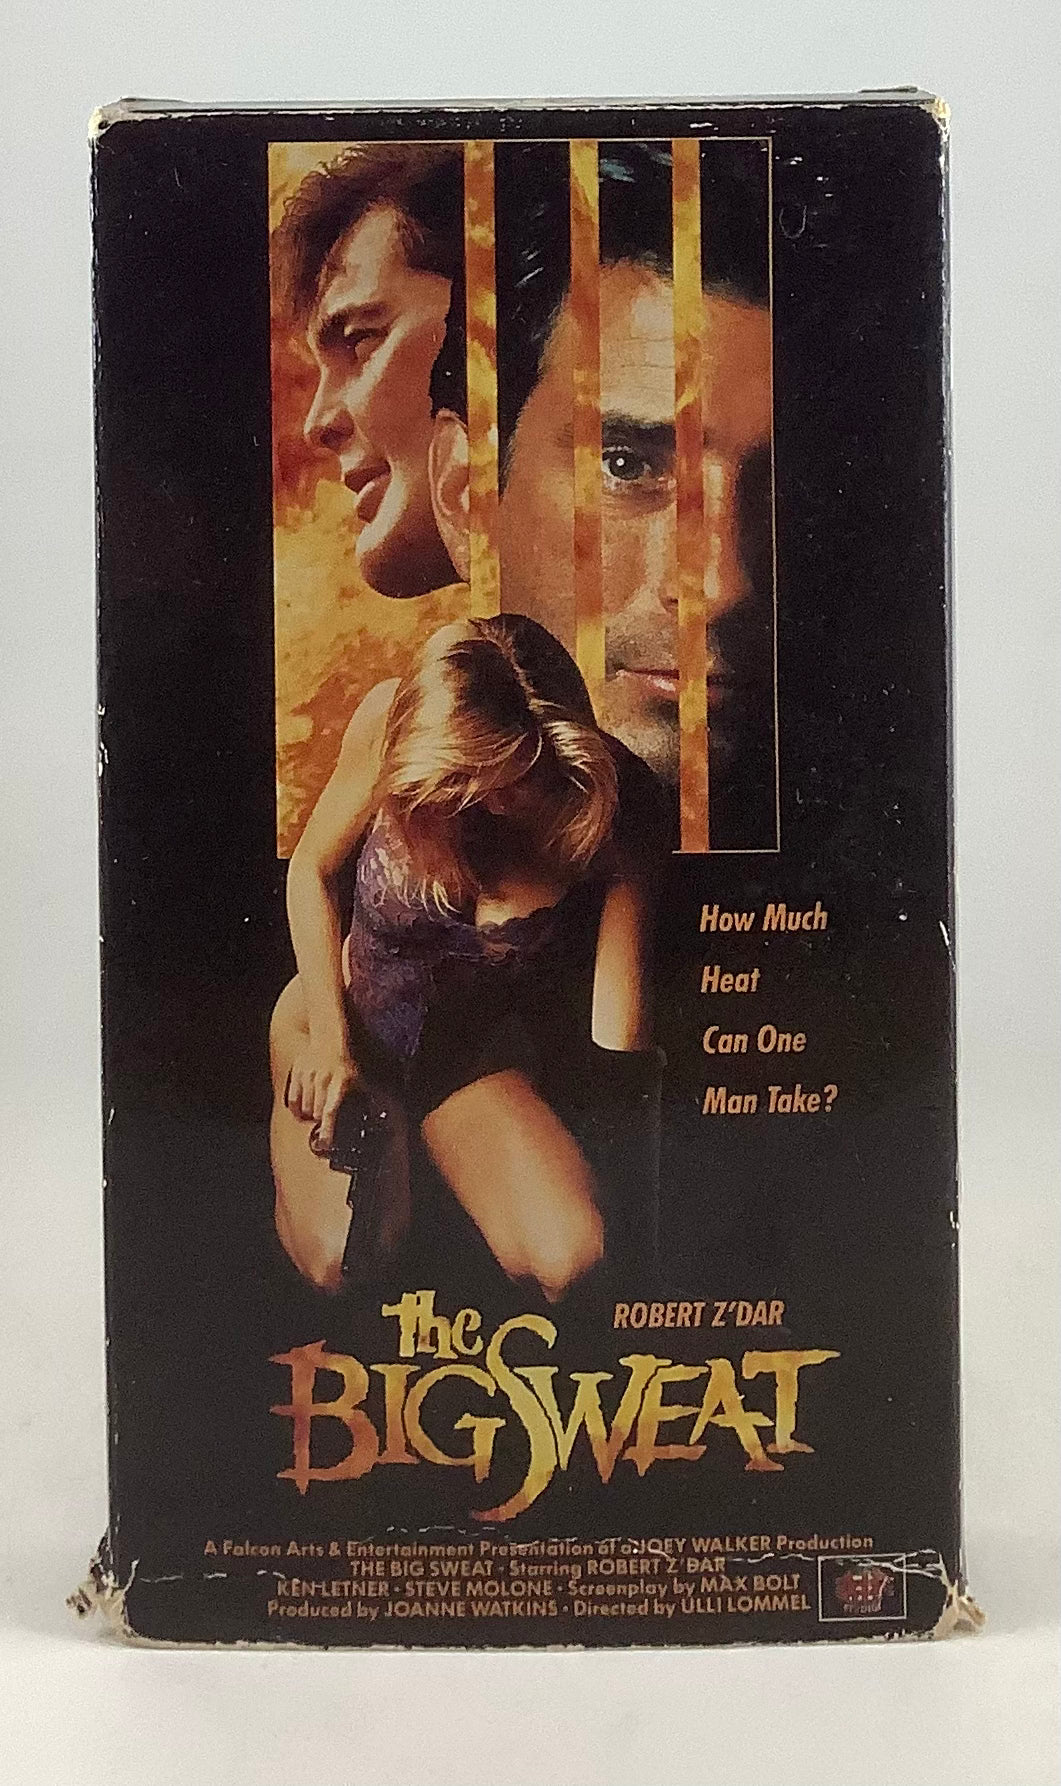 How Much
Heat
Can One
Man Take?
ROBERT Z'DAR
the
BIG SWEAT
A Falcon Arts & Entertainment Presentation of a JOEY WALKER Production
THE BIG SWEAT • Starring ROBERT Z'DAR
KEN LETNER • STEVE MOLONE • Screenplay by MAX BOLT
Produced by JOANNE WATKINS • Directed by ULLI LOMMEL